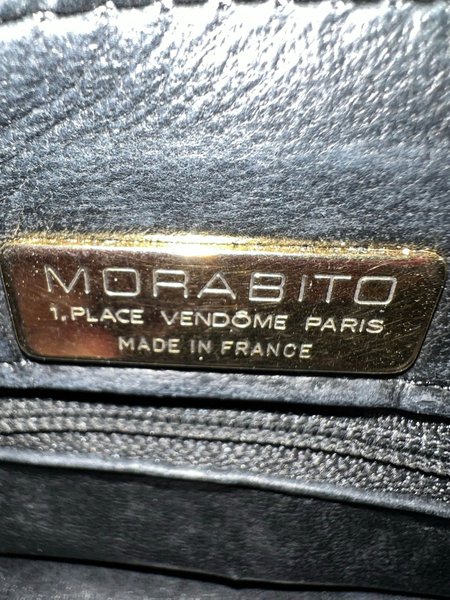 MORABITO
1, PLACE VENDÔME PARIS
MADE IN FRANCE